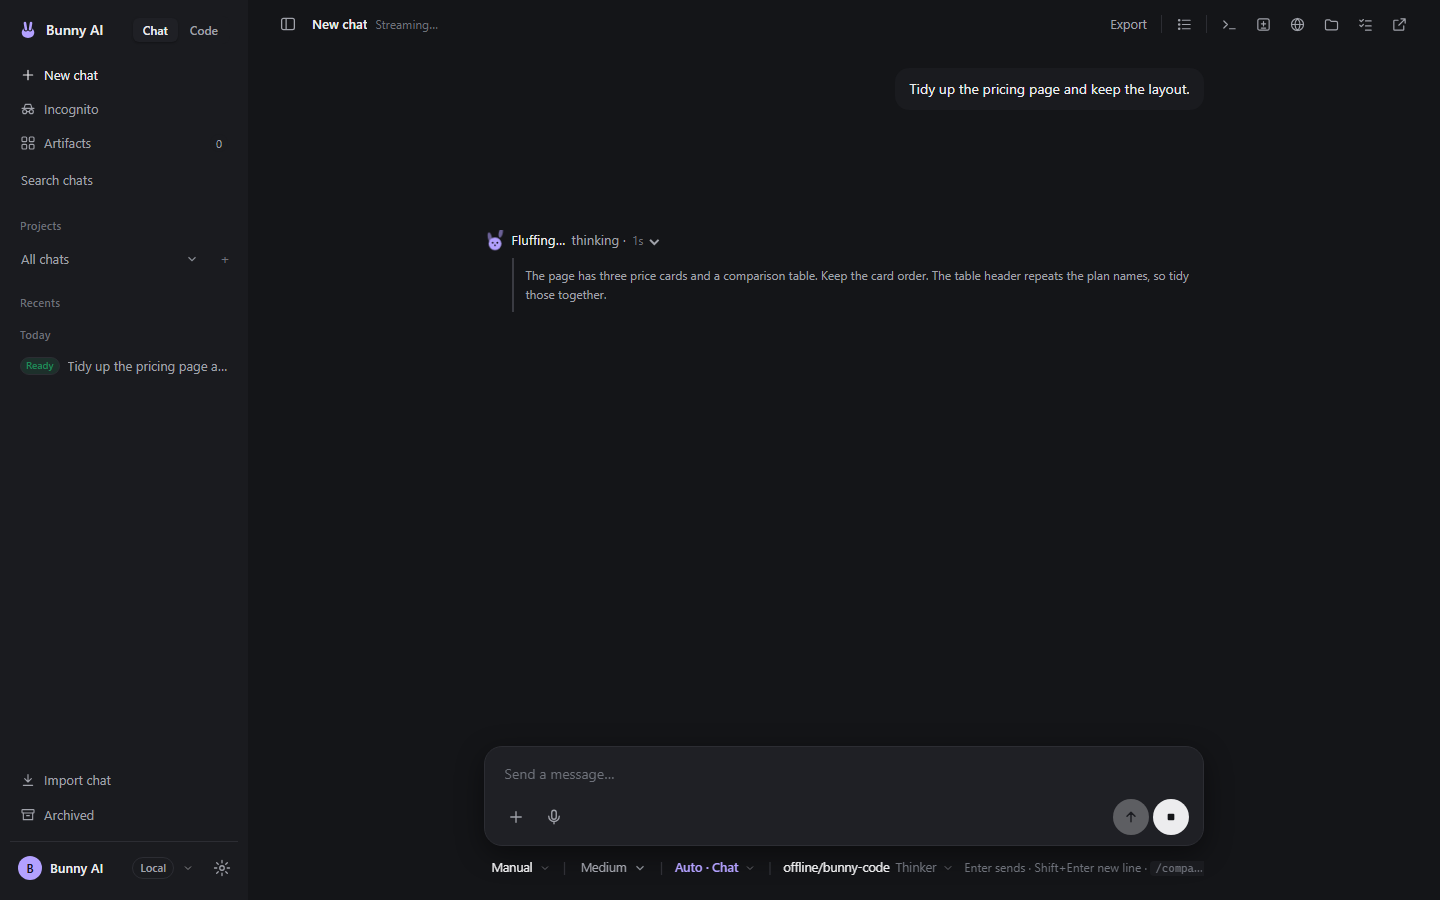 Bunny AI
Chat
Code
New chat
Incognito
Artifacts
0
Search chats
Projects
All chats
+
Recents
Today
Ready
Tidy up the pricing page a...
Import chat
Archived
B
Bunny AI
Local
New chat
Streaming...
Export
Tidy up the pricing page and keep the layout.
Fluffing... thinking · 1s
The page has three price cards and a comparison table. Keep the card order. The table header repeats the plan names, so tidy
those together.
Send a message...
Manual
Medium
Auto · Chat
offline/bunny-code Thinker
Enter sends · Shift+Enter new line · /compa...